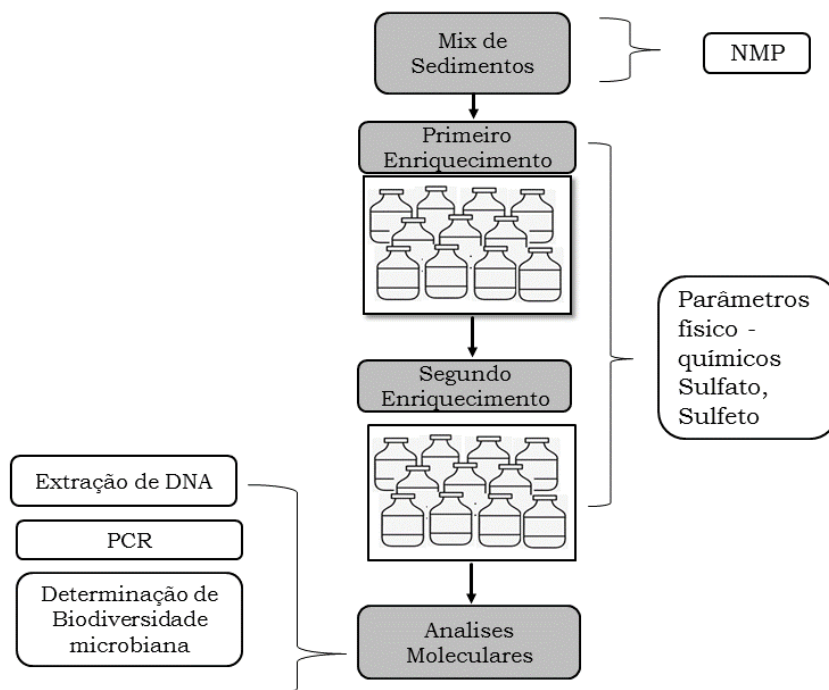 Mix de
Sedimentos
NMP
Primeiro
Enriquecimento
Parâmetros
físico -
químicos
Sulfato,
Sulfeto
Segundo
Enriquecimento
Extração de DNA
PCR
Determinação de
Biodiversidade
microbiana
Analises
Moleculares